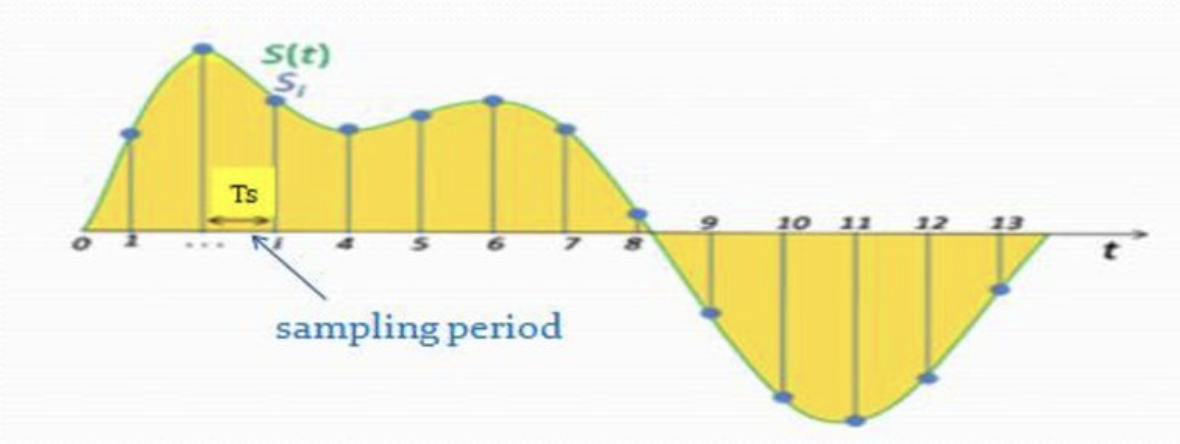 S(t)
Si
Ts
0 1 ... i 4 5 6 7 8 9 10 11 12 13
t
sampling period